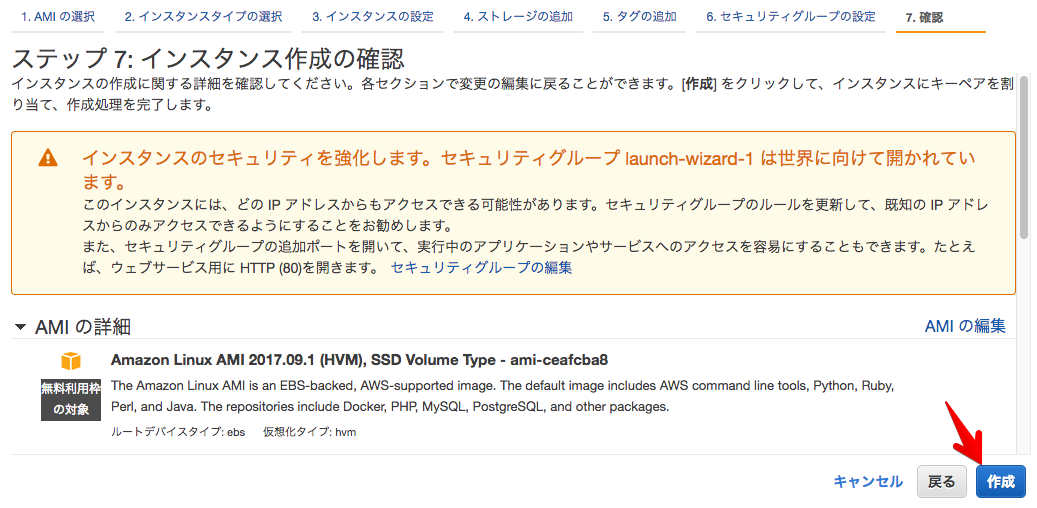 1. AMI の選択 2. インスタンスタイプの選択 3. インスタンスの設定 4. ストレージの追加 5. タグの追加 6. セキュリティグループの設定 7. 確認
ステップ 7: インスタンス作成の確認
インスタンスの作成に関する詳細を確認してください。各セクションで変更の編集に戻ることができます。[作成] をクリックして、インスタンスにキーペアを割
り当て、作成処理を完了します。
インスタンスのセキュリティを強化します。セキュリティグループ launch-wizard-1 は世界に向けて開かれてい
ます。
このインスタンスには、どの IP アドレスからもアクセスできる可能性があります。セキュリティグループのルールを更新して、既知の IP アドレ
スからのみアクセスできるようにすることをお勧めします。
また、セキュリティグループの追加ポートを開いて、実行中のアプリケーションやサービスへのアクセスを容易にすることもできます。たとえ
ば、ウェブサービス用に HTTP (80)を開きます。 セキュリティグループの編集
AMI の詳細 AMI の編集
Amazon Linux AMI 2017.09.1 (HVM), SSD Volume Type - ami-ceafcba8
無料利用枠
の対象
The Amazon Linux AMI is an EBS-backed, AWS-supported image. The default image includes AWS command line tools, Python, Ruby,
Perl, and Java. The repositories include Docker, PHP, MySQL, PostgreSQL, and other packages.
ルートデバイスタイプ: ebs 仮想化タイプ: hvm
キャンセル 戻る 作成